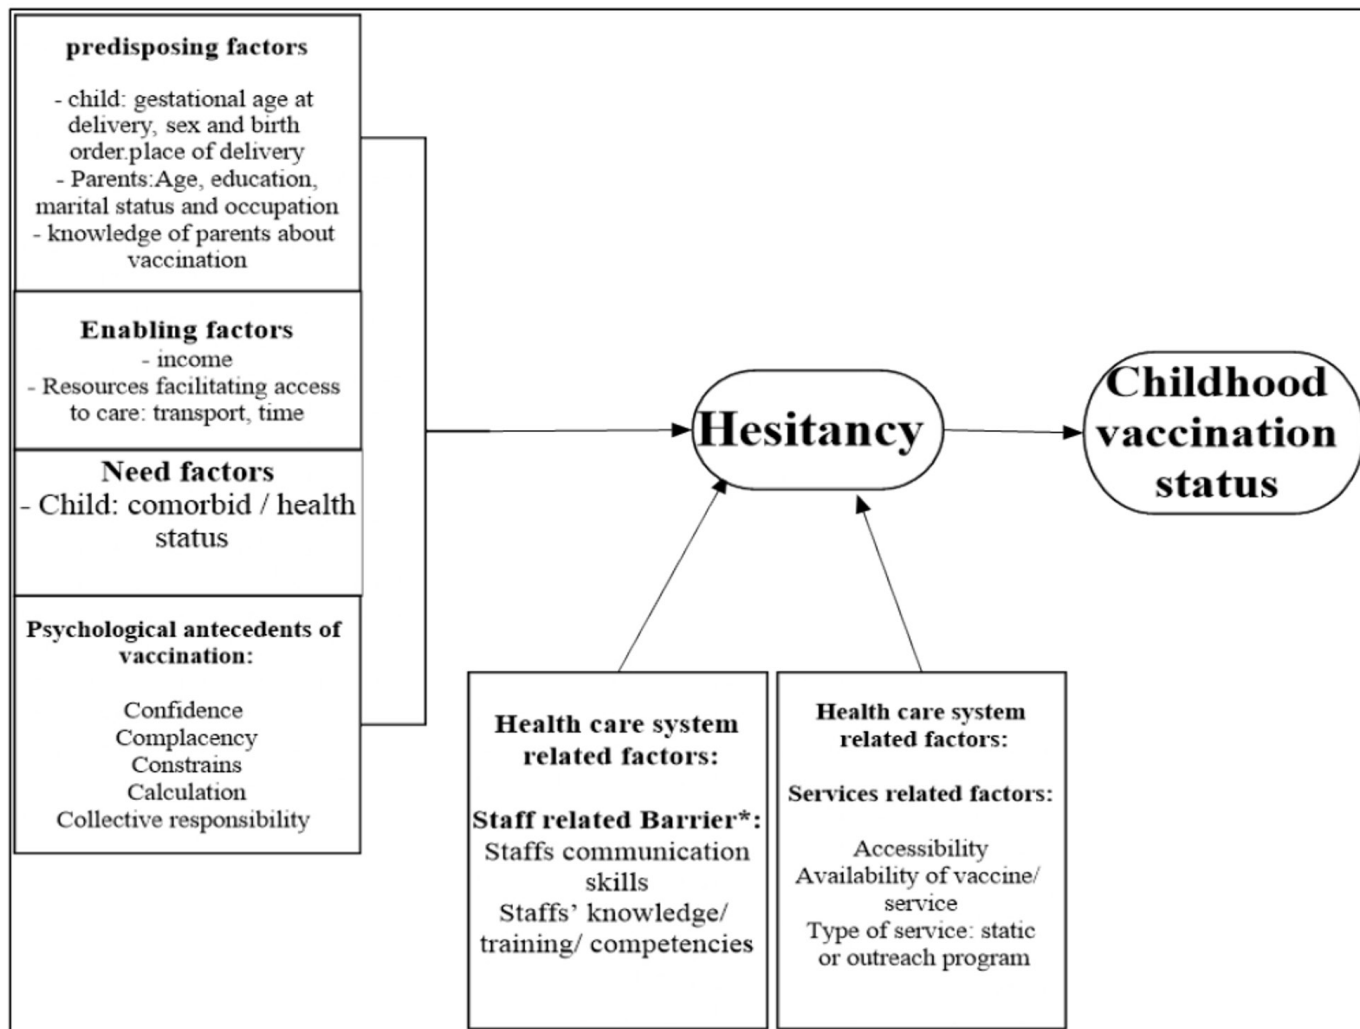 predisposing factors
- child: gestational age at
delivery, sex and birth
order.place of delivery
- Parents:Age, education,
marital status and occupation
- knowledge of parents about
vaccination
Enabling factors
- income
- Resources facilitating access
to care: transport, time
Need factors
- Child: comorbid / health
status
Psychological antecedents of
vaccination:
Confidence
Complacency
Constrains
Calculation
Collective responsibility
Hesitancy
Childhood
vaccination
status
Health care system
related factors:
Staff related Barrier*:
Staffs communication
skills
Staffs’ knowledge/
training/ competencies
Health care system
related factors:
Services related factors:
Accessibility
Availability of vaccine/
service
Type of service: static
or outreach program